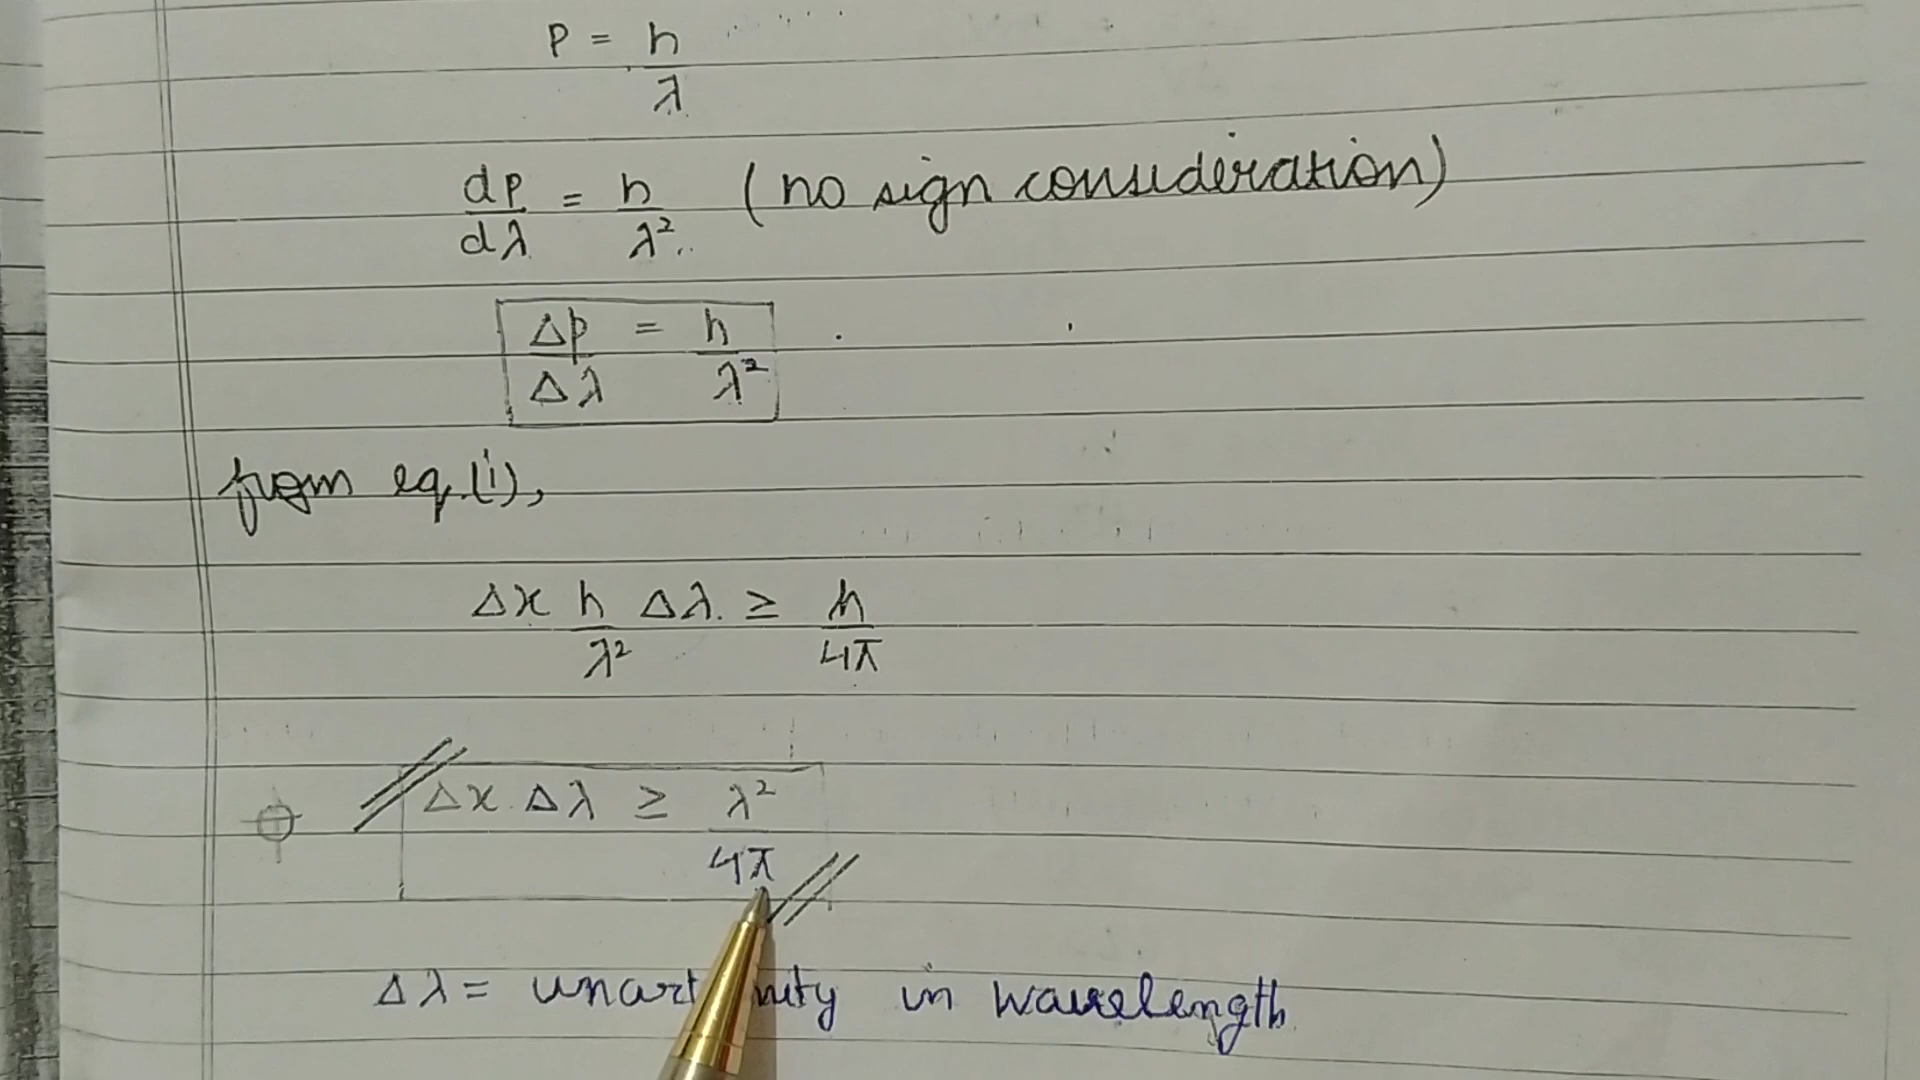 P = h/λ
dp/dλ = h/λ² (no sign consideration)
Δp/Δλ = h/λ²
from eq.(i),
Δx h/λ² Δλ ≥ h/4π
Δx. Δλ ≥ λ²/4π
Δλ = in wavelength